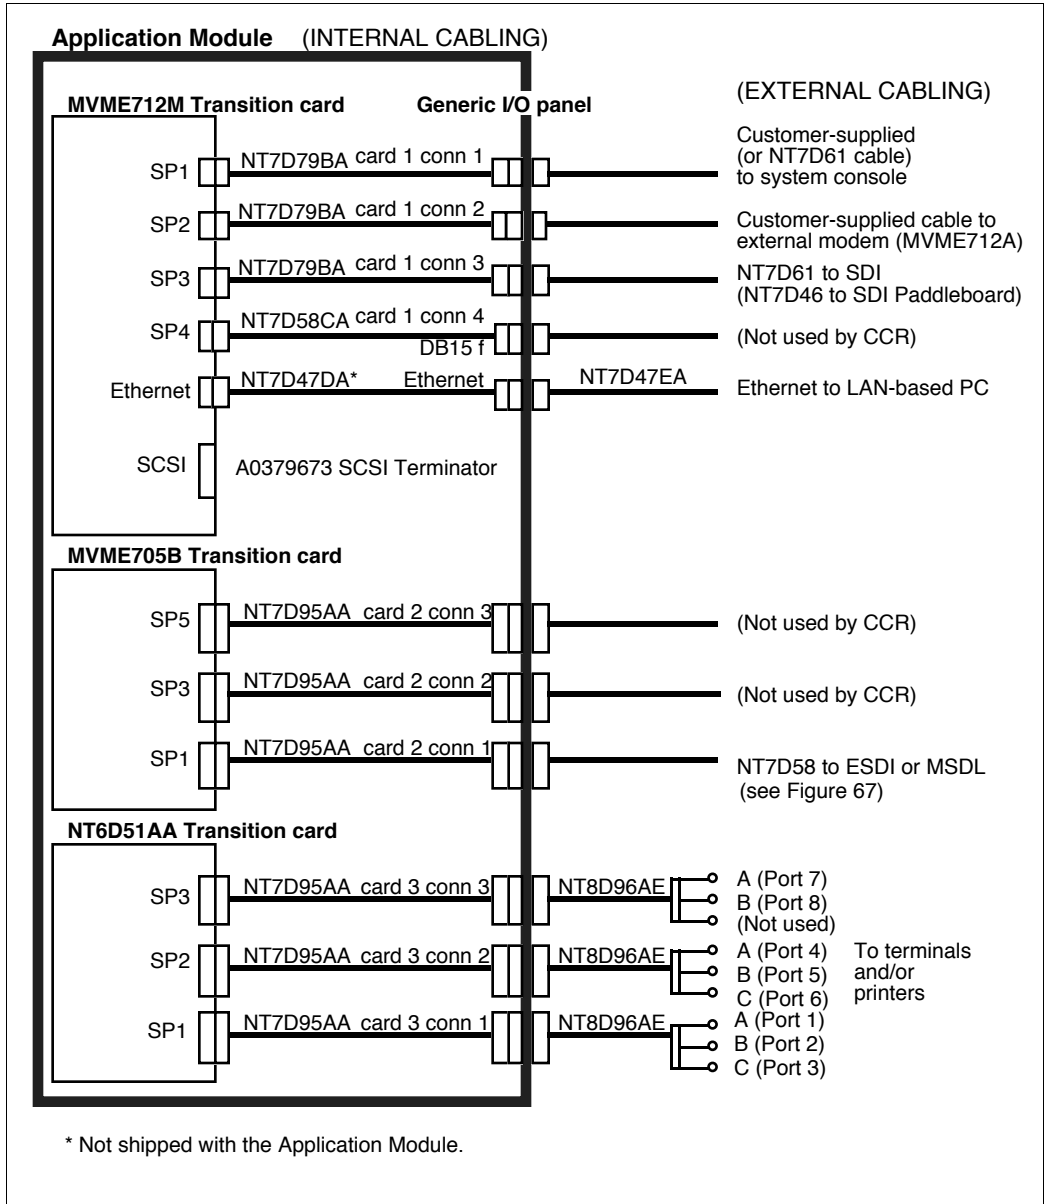 Application Module (INTERNAL CABLING)
(EXTERNAL CABLING)
MVME712M Transition card Generic I/O panel
SP1 NT7D79BA card 1 conn 1
Customer-supplied
(or NT7D61 cable)
to system console
SP2 NT7D79BA card 1 conn 2
Customer-supplied cable to
external modem (MVME712A)
SP3 NT7D79BA card 1 conn 3
NT7D61 to SDI
(NT7D46 to SDI Paddleboard)
SP4 NT7D58CA card 1 conn 4
DB15 f
(Not used by CCR)
Ethernet NT7D47DA* Ethernet NT7D47EA Ethernet to LAN-based PC
SCSI A0379673 SCSI Terminator
MVME705B Transition card
SP5 NT7D95AA card 2 conn 3 (Not used by CCR)
SP3 NT7D95AA card 2 conn 2 (Not used by CCR)
SP1 NT7D95AA card 2 conn 1
NT7D58 to ESDI or MSDL
(see Figure 67)
NT6D51AA Transition card
SP3 NT7D95AA card 3 conn 3 NT8D96AE
A (Port 7)
B (Port 8)
(Not used)
SP2 NT7D95AA card 3 conn 2 NT8D96AE
A (Port 4)
B (Port 5)
C (Port 6)
To terminals
and/or
printers
SP1 NT7D95AA card 3 conn 1 NT8D96AE
A (Port 1)
B (Port 2)
C (Port 3)
* Not shipped with the Application Module.